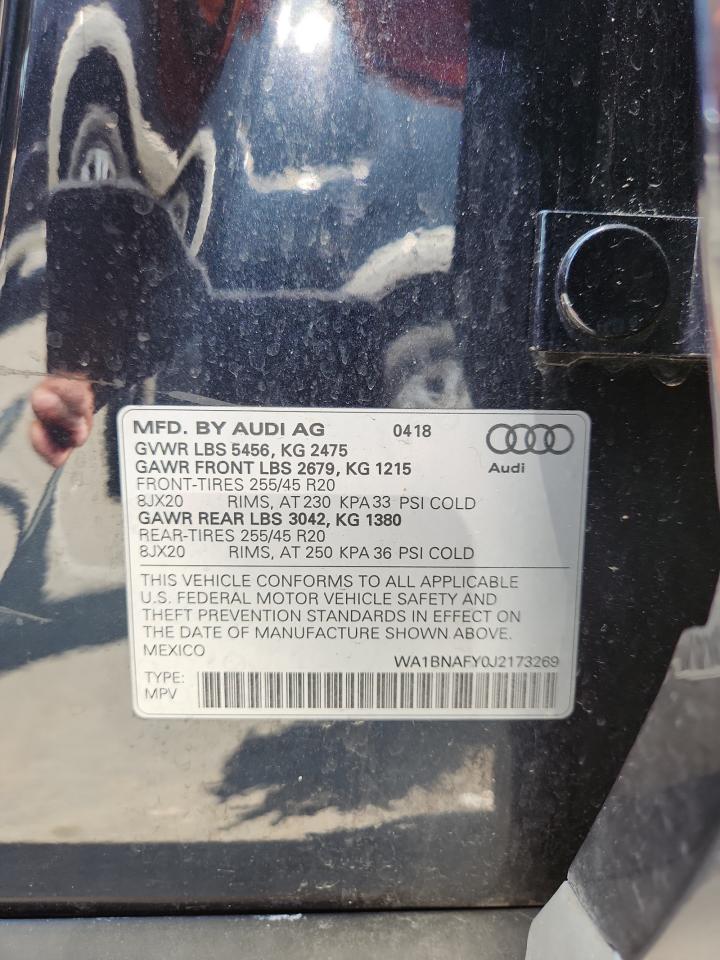 MFD. BY AUDI AG 0418
GVWR LBS 5456, KG 2475
GAWR FRONT LBS 2679, KG 1215
Audi
FRONT-TIRES 255/45 R20
8JX20 RIMS, AT 230 KPA 33 PSI COLD
GAWR REAR LBS 3042, KG 1380
REAR-TIRES 255/45 R20
8JX20 RIMS, AT 250 KPA 36 PSI COLD
THIS VEHICLE CONFORMS TO ALL APPLICABLE
U.S. FEDERAL MOTOR VEHICLE SAFETY AND
THEFT PREVENTION STANDARDS IN EFFECT ON
THE DATE OF MANUFACTURE SHOWN ABOVE.
MEXICO
WA1BNAFY0J2173269
TYPE:
MPV